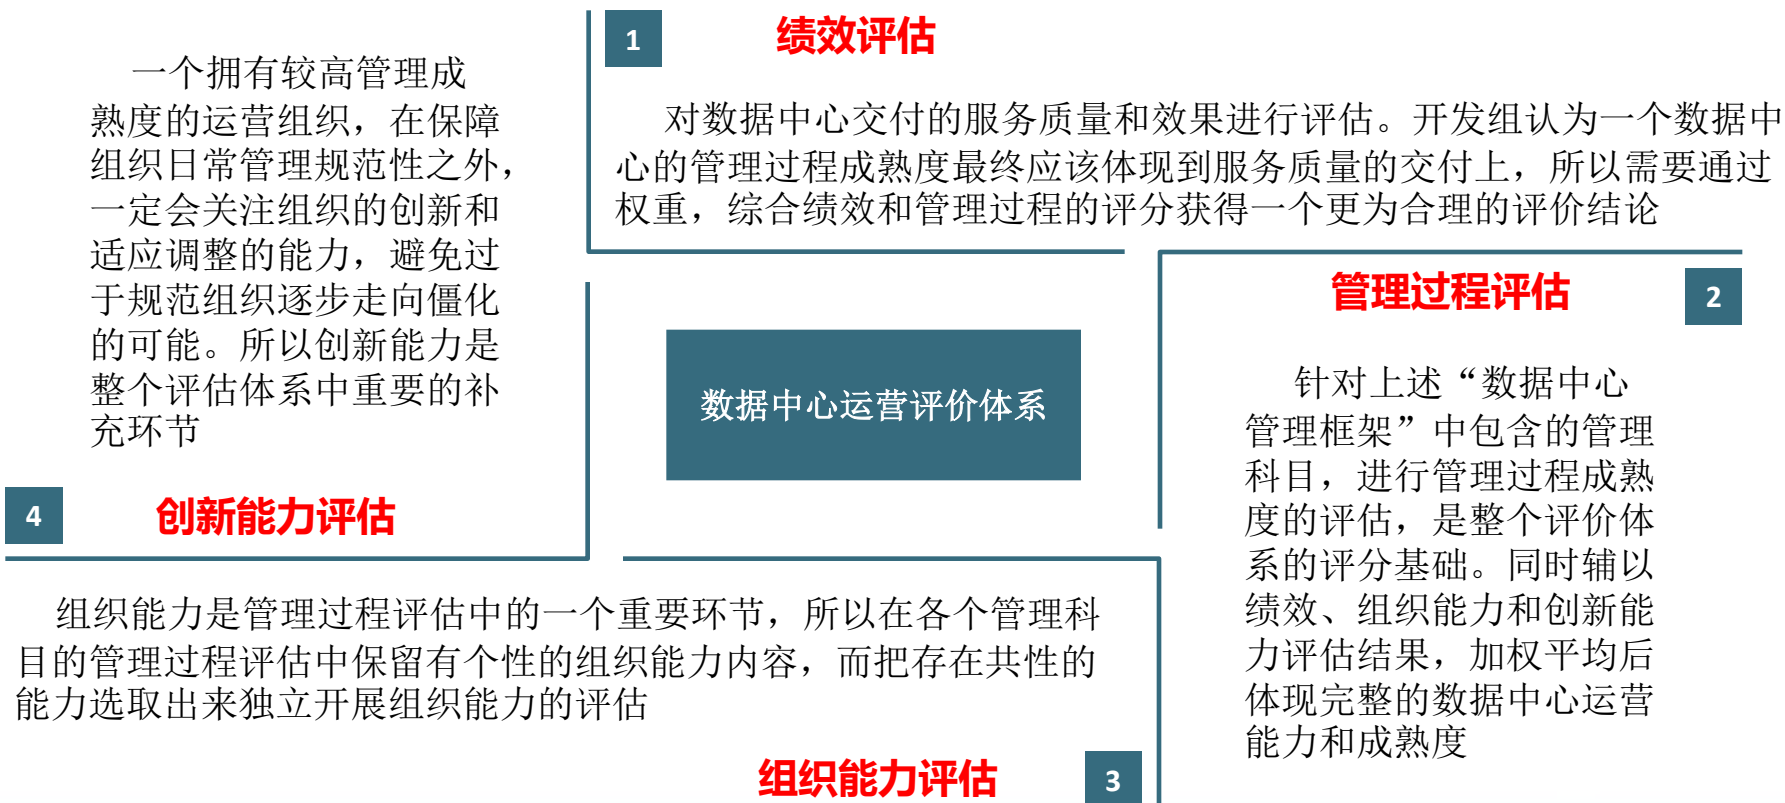 1
绩效评估
对数据中心交付的服务质量和效果进行评估。开发组认为一个数据中
心的管理过程成熟度最终应该体现到服务质量的交付上，所以需要通过
权重，综合绩效和管理过程的评分获得一个更为合理的评价结论
管理过程评估
2
针对上述“数据中心
管理框架”中包含的管理
科目，进行管理过程成熟
度的评估，是整个评价体
系的评分基础。同时辅以
绩效、组织能力和创新能
力评估结果，加权平均后
体现完整的数据中心运营
能力和成熟度
数据中心运营评价体系
组织能力是管理过程评估中的一个重要环节，所以在各个管理科
目的管理过程评估中保留有个性的组织能力内容，而把存在共性的
能力选取出来独立开展组织能力的评估
组织能力评估
3
一个拥有较高管理成
熟度的运营组织，在保障
组织日常管理规范性之外，
一定会关注组织的创新和
适应调整的能力，避免过
于规范组织逐步走向僵化
的可能。所以创新能力是
整个评估体系中重要的补
充环节
4
创新能力评估